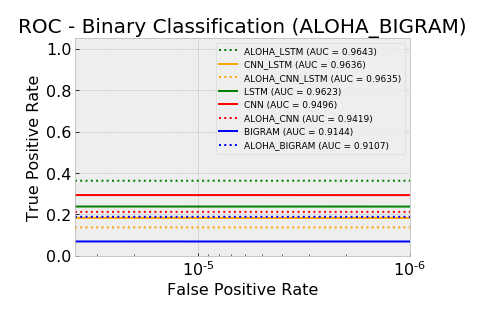 ROC - Binary Classification (ALOHA_BIGRAM)
1.0
0.8
0.6
0.4
0.2
0.0
True Positive Rate
ALOHA_LSTM (AUC = 0.9643)
CNN_LSTM (AUC = 0.9636)
ALOHA_CNN_LSTM (AUC = 0.9635)
LSTM (AUC = 0.9623)
CNN (AUC = 0.9496)
ALOHA_CNN (AUC = 0.9419)
BIGRAM (AUC = 0.9144)
ALOHA_BIGRAM (AUC = 0.9107)
10⁻⁵ 10⁻⁶
False Positive Rate